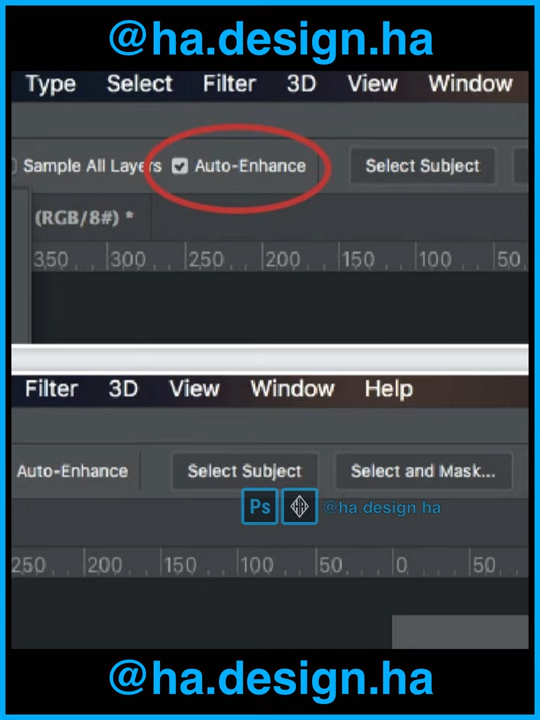 @ha.design.ha
Type Select Filter 3D View Window
Sample All Layers Auto-Enhance Select Subject
(RGB/8#) *
350 300 250 200 150 100 50
Filter 3D View Window Help
Auto-Enhance Select Subject Select and Mask...
Ps @ha design ha
250 200 150 100 50 0 50
@ha.design.ha